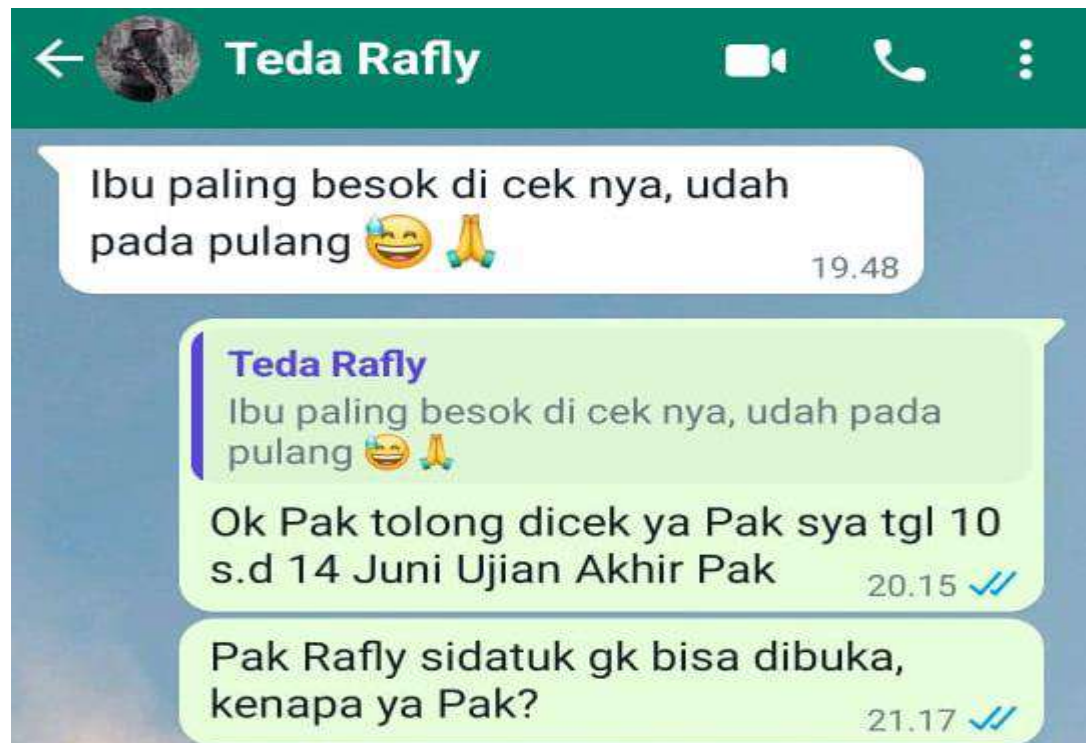 Teda Rafly
Ibu paling besok di cek nya, udah
pada pulang 😅🙏
19.48
Teda Rafly
Ibu paling besok di cek nya, udah pada
pulang 😅🙏
Ok Pak tolong dicek ya Pak sya tgl 10
s.d 14 Juni Ujian Akhir Pak
20.15
Pak Rafly sidatuk gk bisa dibuka,
kenapa ya Pak?
21.17